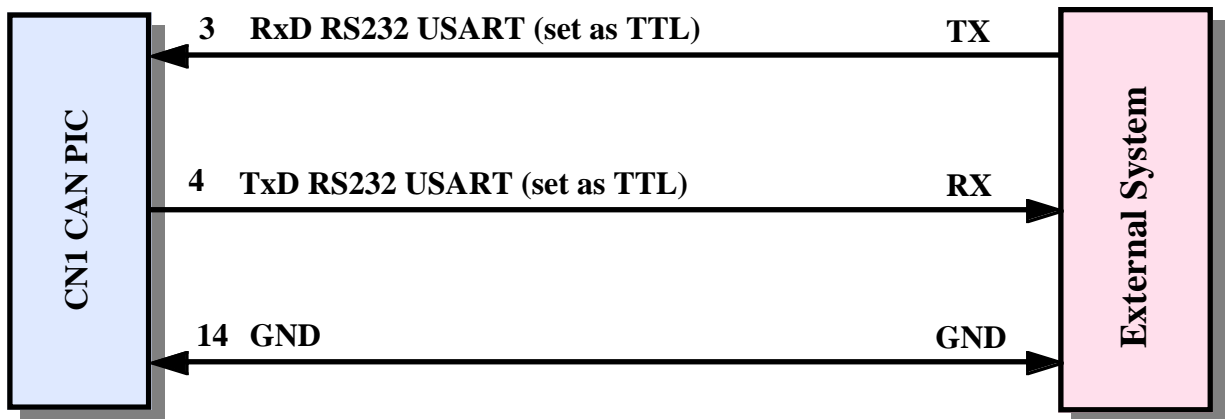 3 RxD RS232 USART (set as TTL) TX
CN1 CAN PIC
4 TxD RS232 USART (set as TTL) RX
External System
14 GND GND